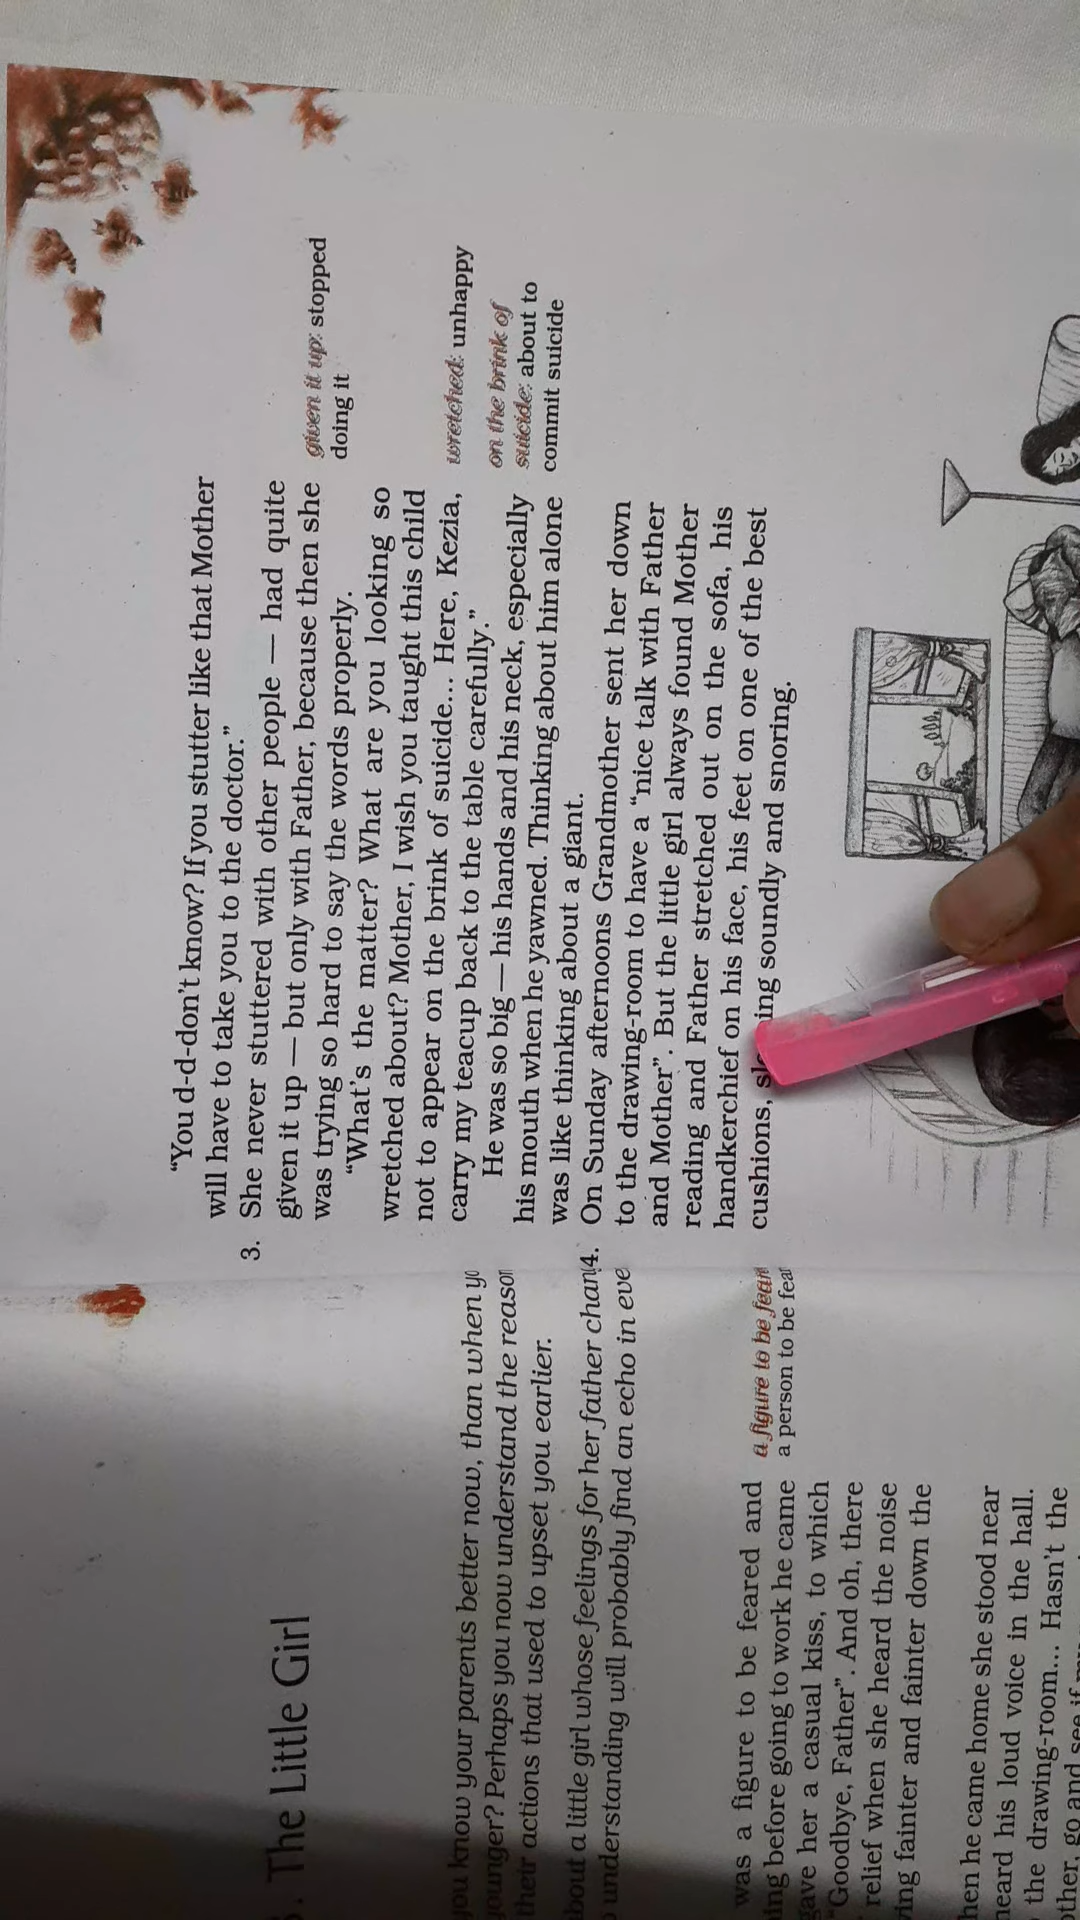 The Little Girl
you know your parents better now, than when
younger? Perhaps you now understand the reason
their actions that used to upset you earlier.
about a little girl whose feelings for her father
understanding will probably find an echo in
was a figure to be feared and
before going to work he came
gave her a casual kiss, to which
“Goodbye, Father”. And oh, there
relief when she heard the noise
fainter and fainter down the
a figure to be
a person to be
when he came home she stood near
heard his loud voice in the hall.
the drawing-room... Hasn't the
go and see if
“You d-d-don't know? If you stutter like that Mother
will have to take you to the doctor.”
3. She never stuttered with other people — had quite
given it up — but only with Father, because then she
was trying so hard to say the words properly.
“What's the matter? What are you looking so
wretched about? Mother, I wish you taught this child
not to appear on the brink of suicide... Here, Kezia,
carry my teacup back to the table carefully.”
He was so big — his hands and his neck, especially
his mouth when he yawned. Thinking about him alone
was like thinking about a giant.
4. On Sunday afternoons Grandmother sent her down
to the drawing-room to have a “nice talk with Father
and Mother”. But the little girl always found Mother
reading and Father stretched out on the sofa, his
handkerchief on his face, his feet on one of the best
cushions, soundly and snoring.
given it up: stopped
doing it
wretched: unhappy
on the brink of
suicide: about to
commit suicide